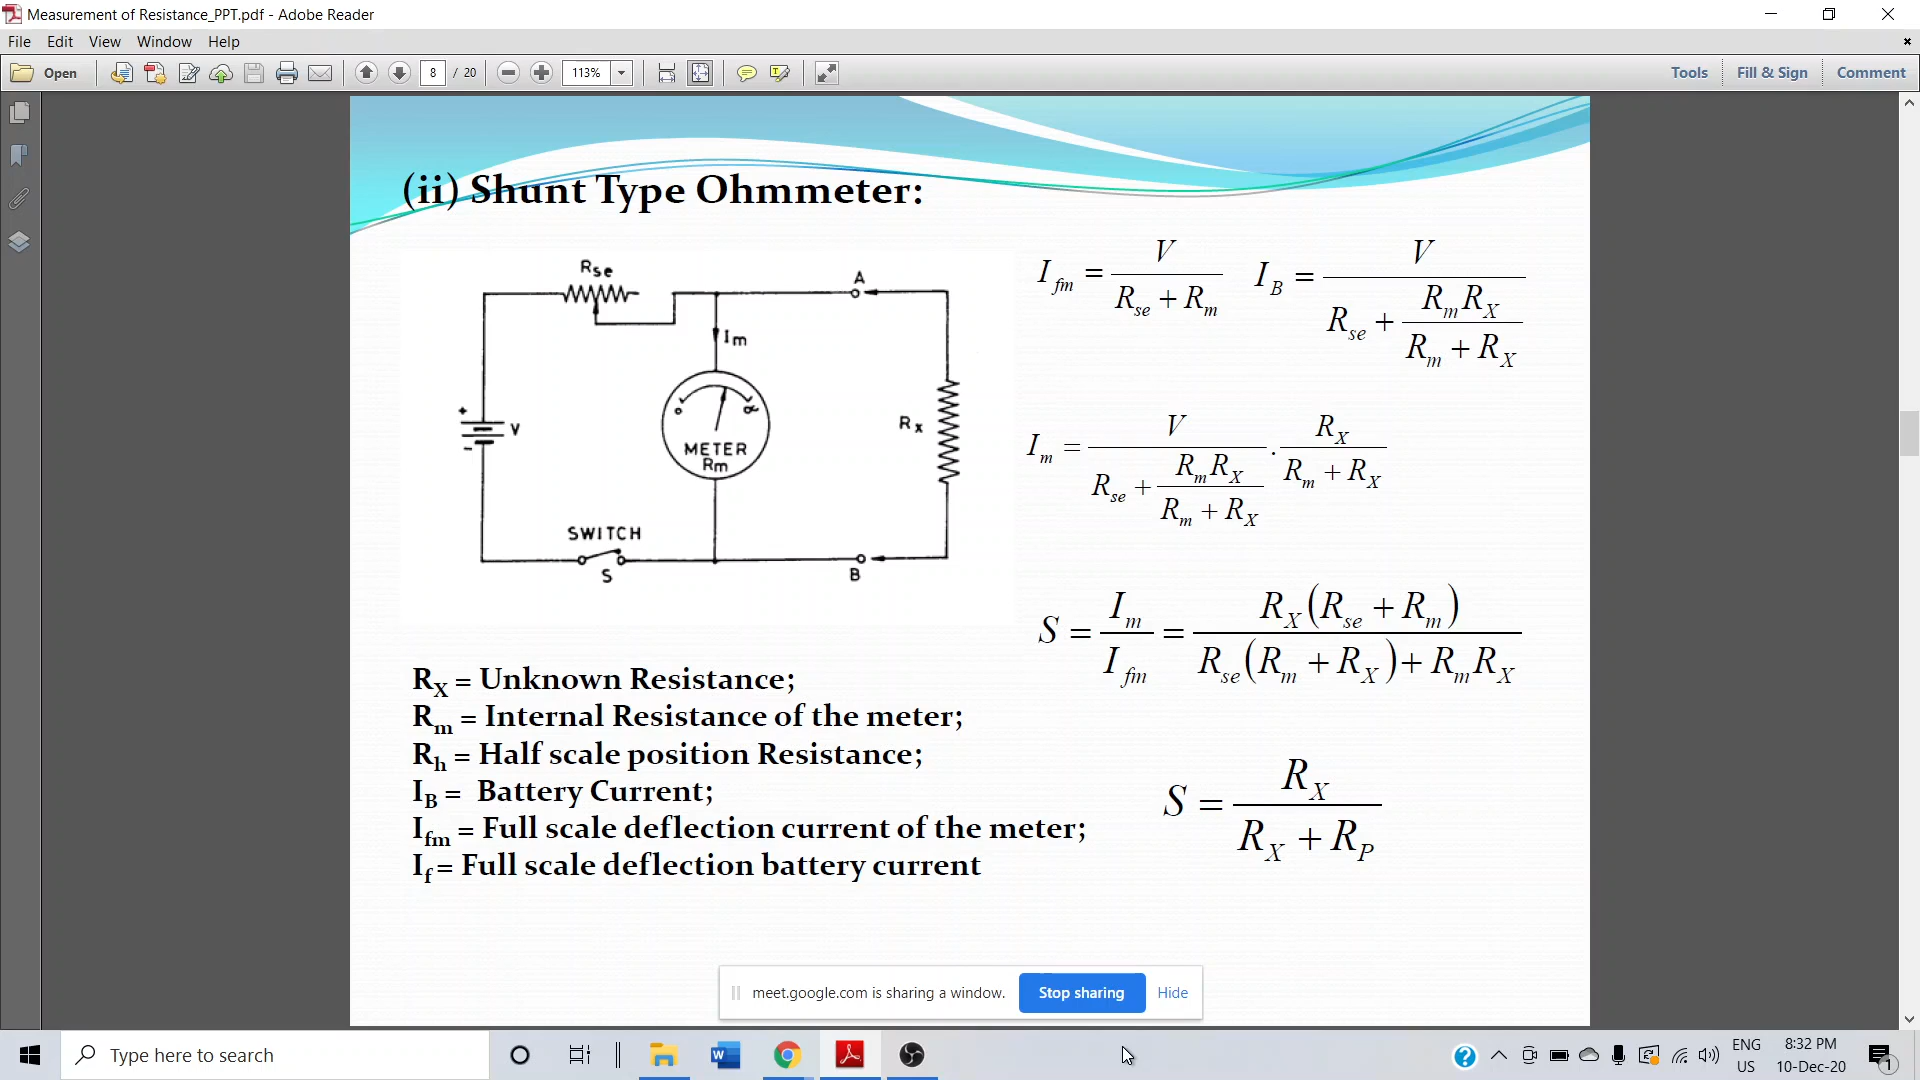 Measurement of Resistance_PPT.pdf - Adobe Reader
File Edit View Window Help
Open 8 / 20 113% Tools Fill & Sign Comment
(ii) Shunt Type Ohmmeter:
Rse
A
Im
+
V
-
o α
METER
Rm
Rx
SWITCH
S
B
I_fm = V / (R_se + R_m)
I_B = V / (R_se + (R_m R_X) / (R_m + R_X))
I_m = V / (R_se + (R_m R_X) / (R_m + R_X)) . R_X / (R_m + R_X)
S = I_m / I_fm = R_X (R_se + R_m) / (R_se (R_m + R_X) + R_m R_X)
S = R_X / (R_X + R_P)
R_X = Unknown Resistance;
R_m = Internal Resistance of the meter;
R_h = Half scale position Resistance;
I_B = Battery Current;
I_fm = Full scale deflection current of the meter;
I_f = Full scale deflection battery current
meet.google.com is sharing a window. Stop sharing Hide
Type here to search
ENG
US
8:32 PM
10-Dec-20
1